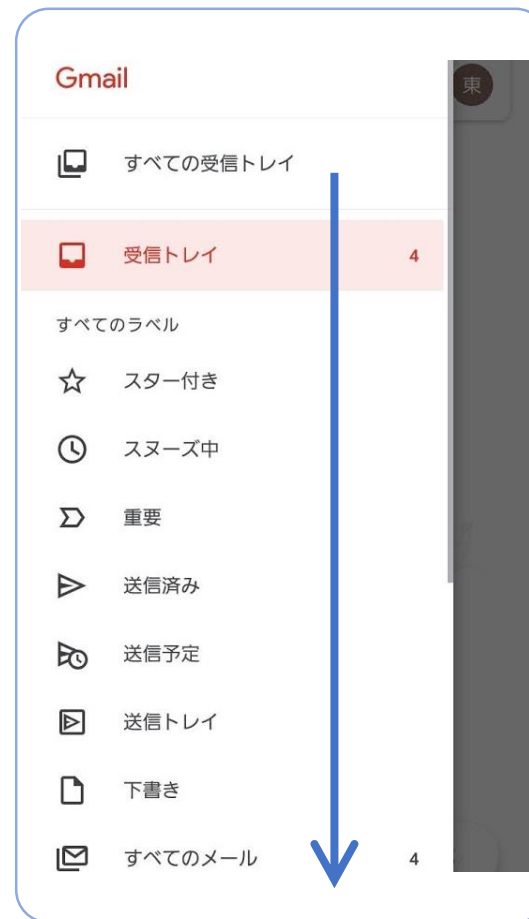 Gmail
東
すべての受信トレイ
受信トレイ 4
すべてのラベル
スター付き
スヌーズ中
重要
送信済み
送信予定
送信トレイ
下書き
すべてのメール 4